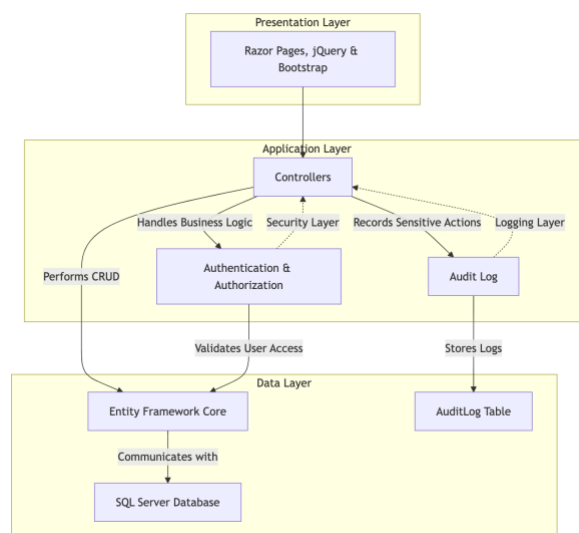 Presentation Layer
Razor Pages, jQuery &
Bootstrap
Application Layer
Controllers
Handles Business Logic
Security Layer
Records Sensitive Actions
Logging Layer
Performs CRUD
Authentication &
Authorization
Audit Log
Validates User Access
Stores Logs
Data Layer
Entity Framework Core
AuditLog Table
Communicates with
SQL Server Database